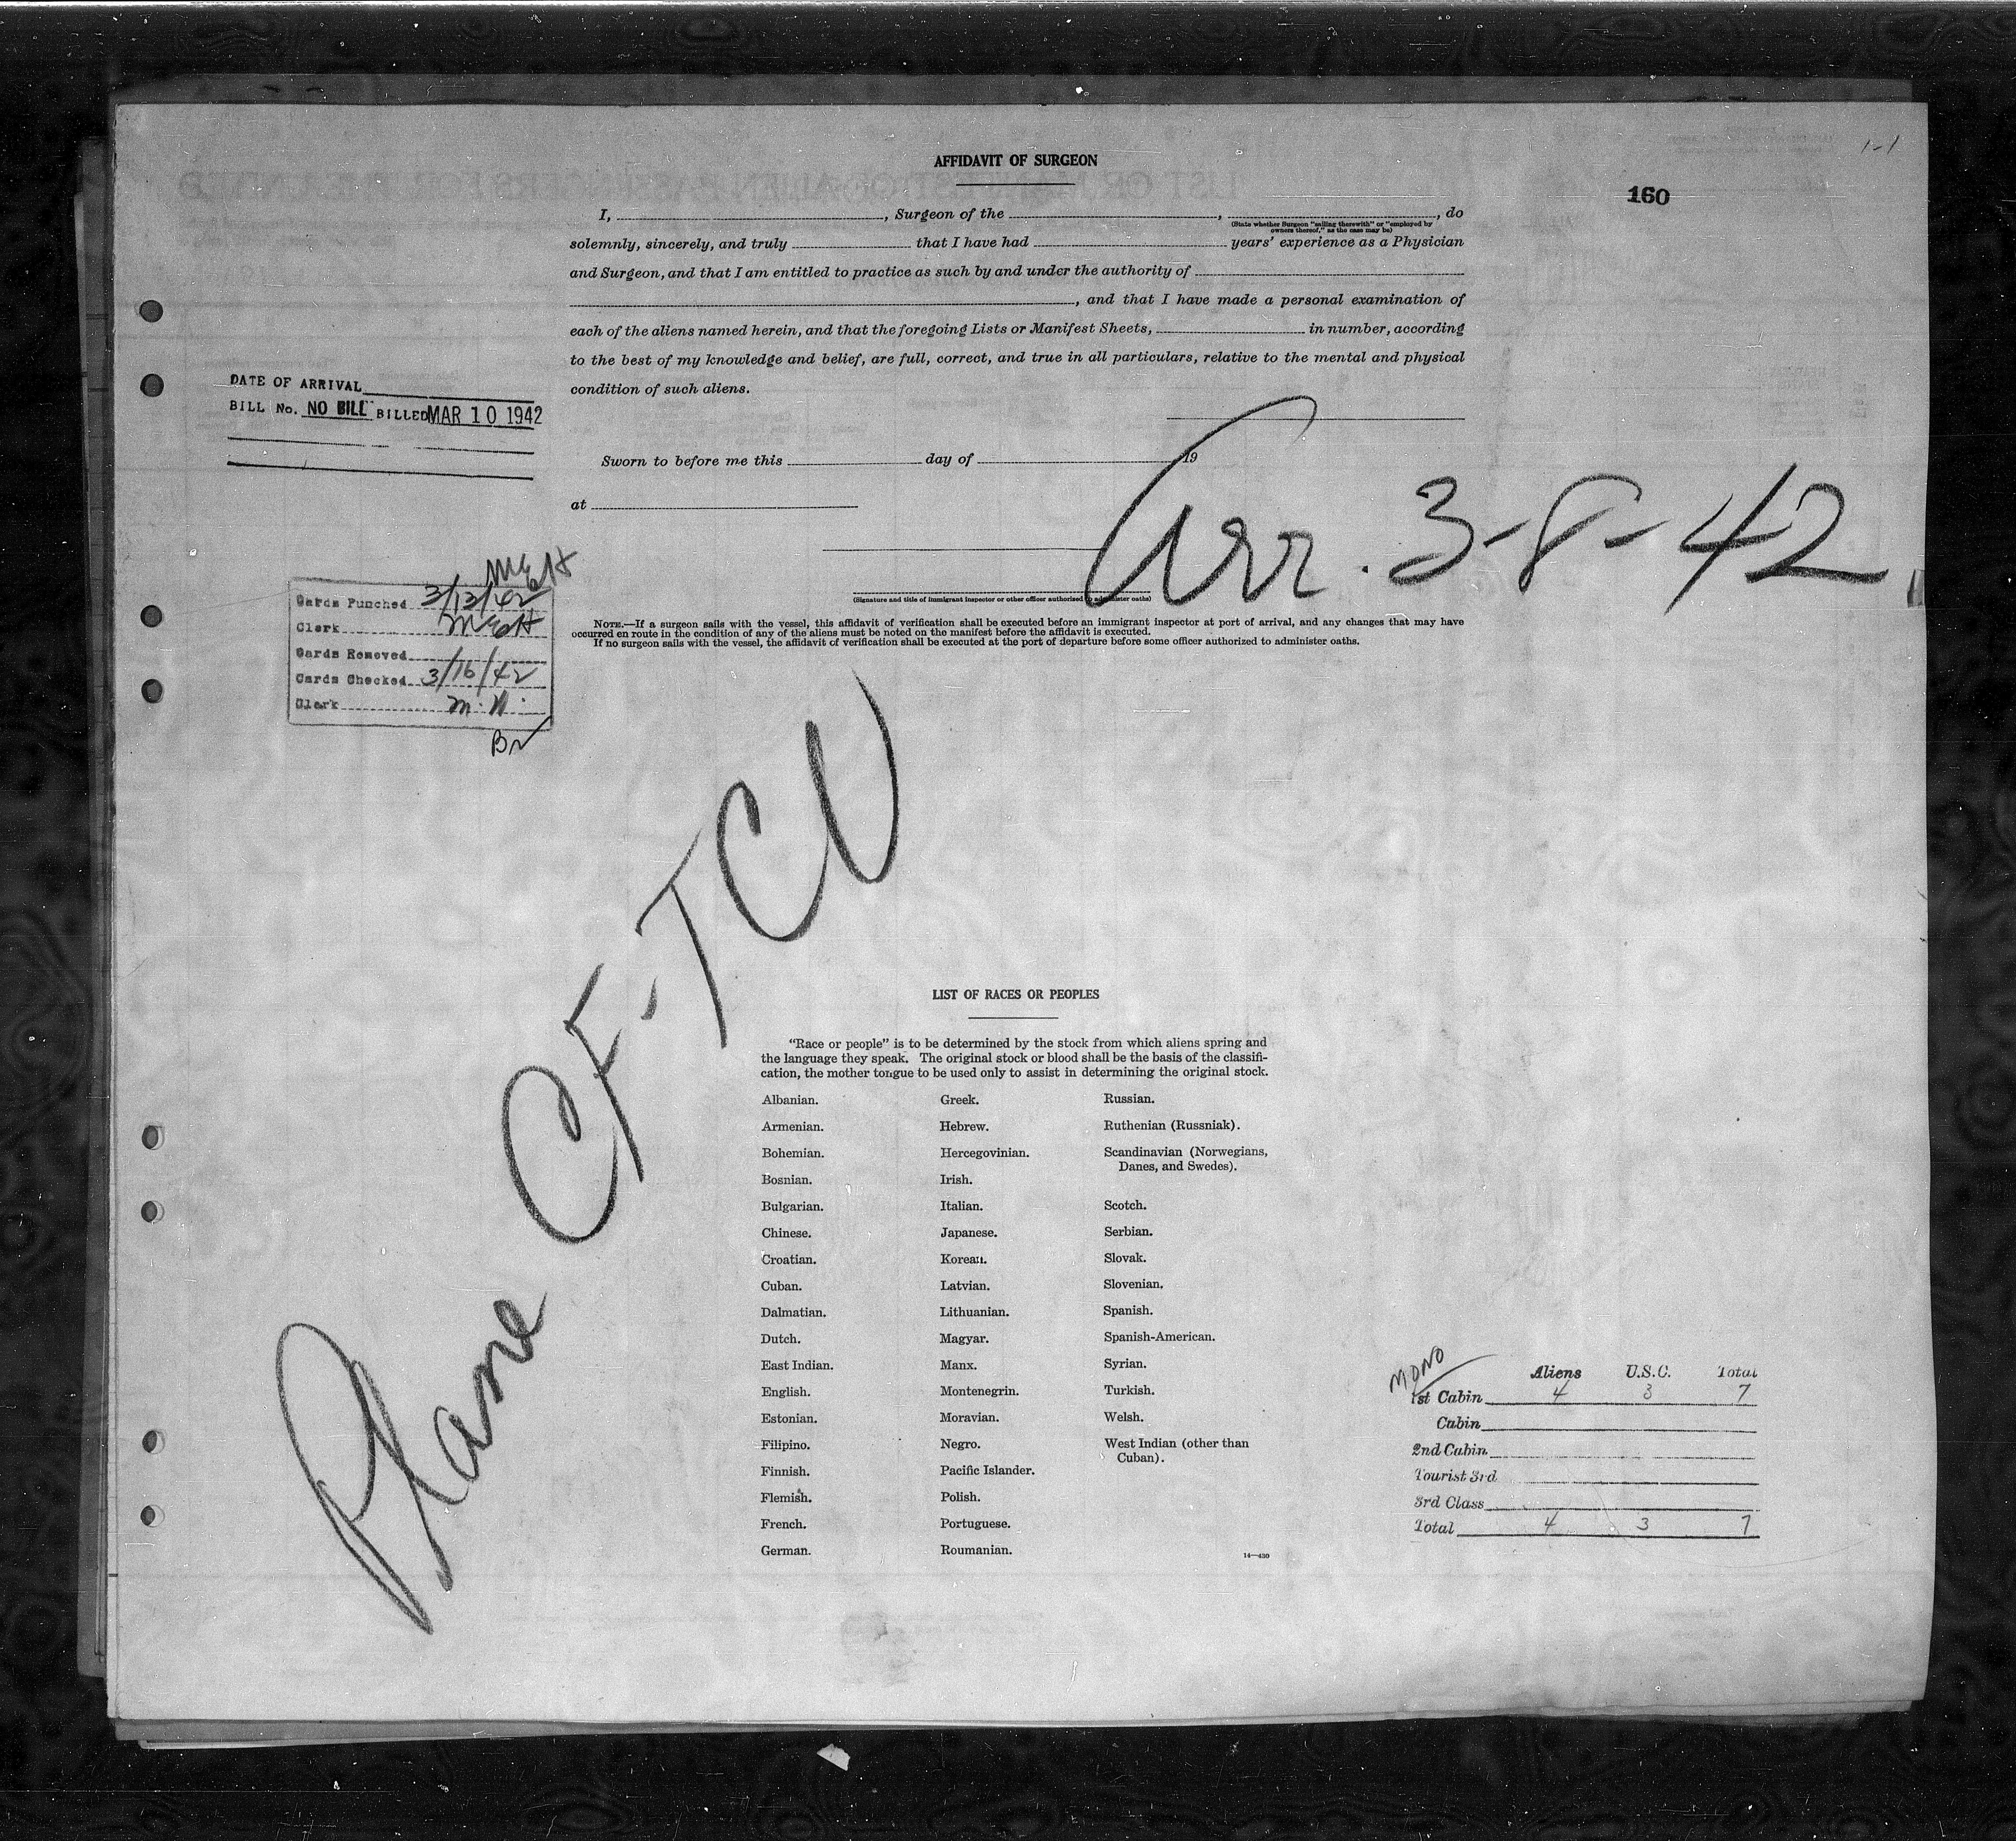 1-1
160
AFFIDAVIT OF SURGEON
I, , Surgeon of the , , do
(State whether Surgeon "sailing therewith" or "employed by
owners thereof," as the case may be)
solemnly, sincerely, and truly that I have had years' experience as a Physician
and Surgeon, and that I am entitled to practice as such by and under the authority of
, and that I have made a personal examination of
each of the aliens named herein, and that the foregoing Lists or Manifest Sheets, in number, according
to the best of my knowledge and belief, are full, correct, and true in all particulars, relative to the mental and physical
condition of such aliens.
DATE OF ARRIVAL
BILL No. NO BILL BILLED MAR 10 1942
Sworn to before me this day of 19
at
Arr. 3-8-42
(Signature and title of immigrant inspector or other officer authorized to administer oaths)
NOTE.—If a surgeon sails with the vessel, this affidavit of verification shall be executed before an immigrant inspector at port of arrival, and any changes that may have
occurred en route in the condition of any of the aliens must be noted on the manifest before the affidavit is executed.
If no surgeon sails with the vessel, the affidavit of verification shall be executed at the port of departure before some officer authorized to administer oaths.
Cards Punched 3/13/42
Clerk
Cards Removed
Cards Checked 3/16/42
Clerk m. N.
Br
Plane CF-TCU
LIST OF RACES OR PEOPLES
"Race or people" is to be determined by the stock from which aliens spring and
the language they speak. The original stock or blood shall be the basis of the classifi-
cation, the mother tongue to be used only to assist in determining the original stock.
Albanian.
Armenian.
Bohemian.
Bosnian.
Bulgarian.
Chinese.
Croatian.
Cuban.
Dalmatian.
Dutch.
East Indian.
English.
Estonian.
Filipino.
Finnish.
Flemish.
French.
German.
Greek.
Hebrew.
Hercegovinian.
Irish.
Italian.
Japanese.
Korean.
Latvian.
Lithuanian.
Magyar.
Manx.
Montenegrin.
Moravian.
Negro.
Pacific Islander.
Polish.
Portuguese.
Roumanian.
Russian.
Ruthenian (Russniak).
Scandinavian (Norwegians,
Danes, and Swedes).
Scotch.
Serbian.
Slovak.
Slovenian.
Spanish.
Spanish-American.
Syrian.
Turkish.
Welsh.
West Indian (other than
Cuban).
14—430
MONO
Aliens U.S.C. Total
1st Cabin 4 3 7
Cabin
2nd Cabin
Tourist 3rd
3rd Class
Total 4 3 7